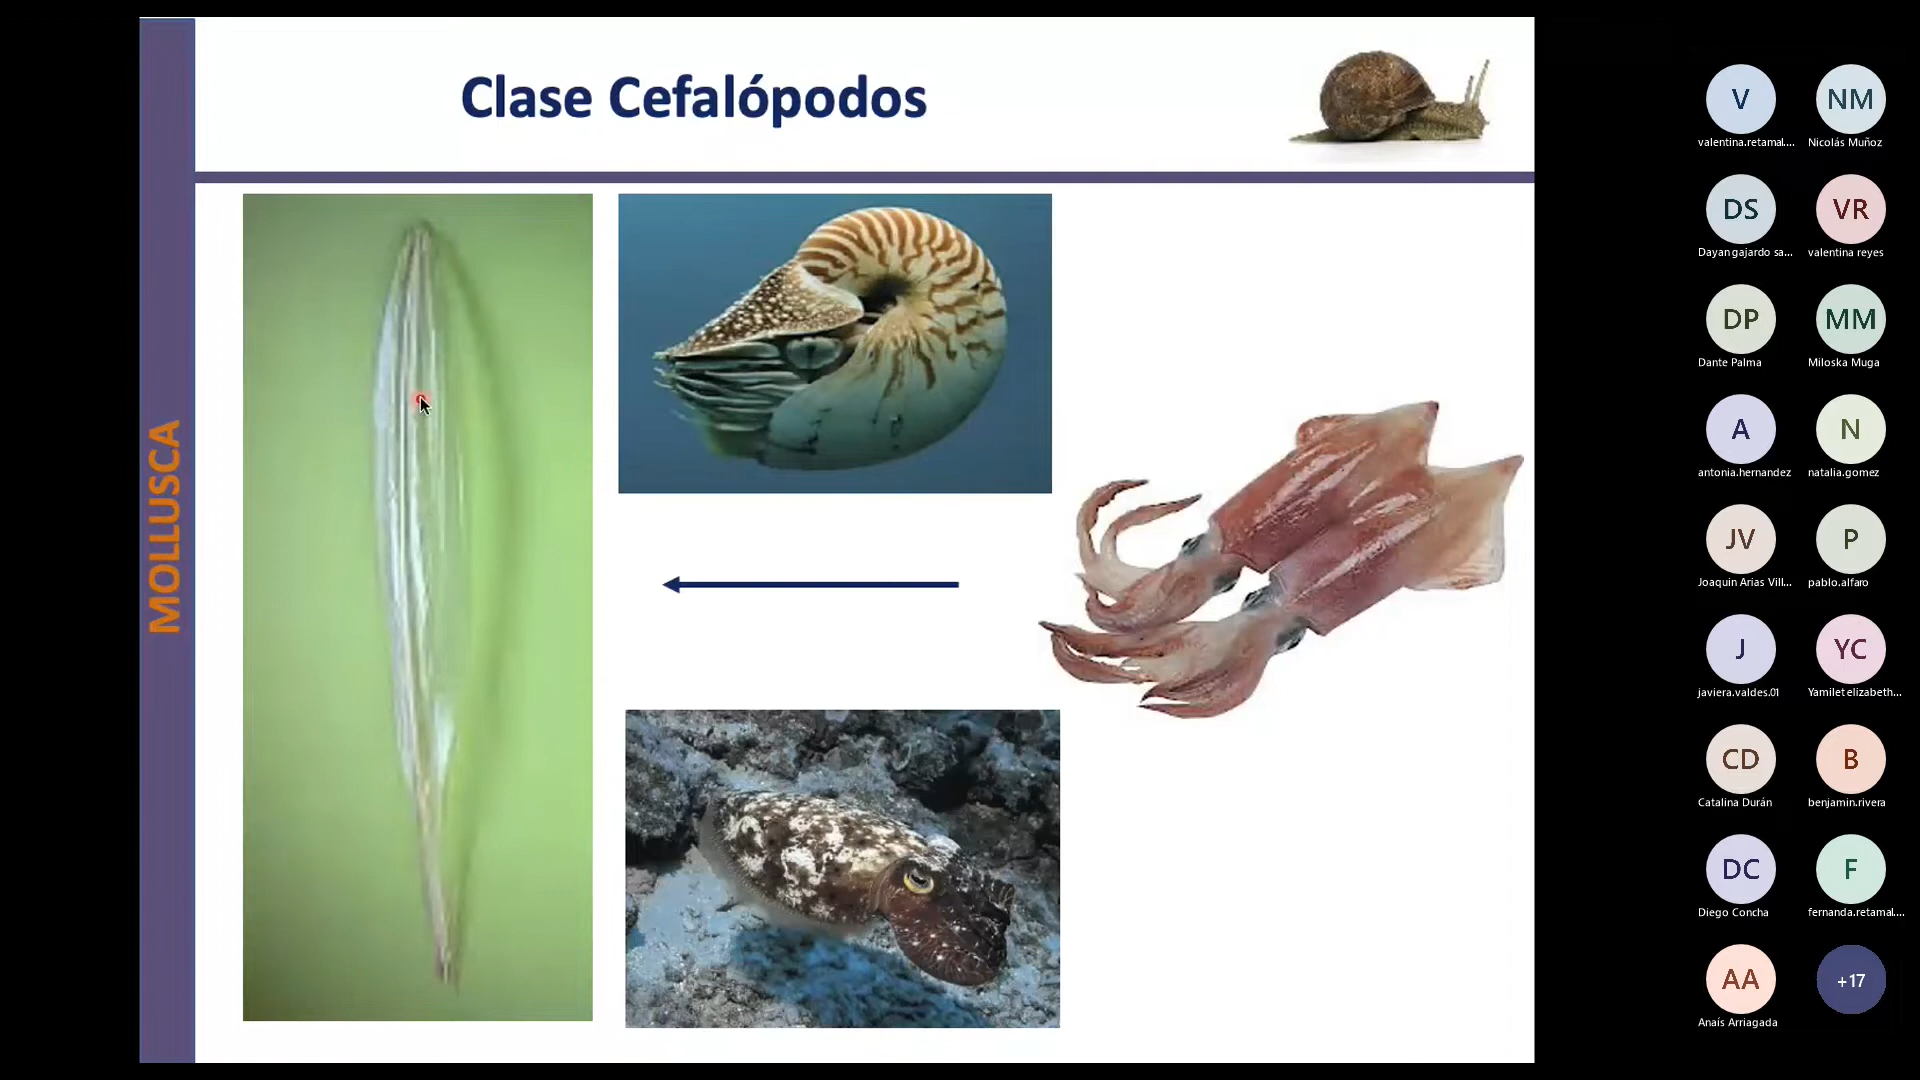 Clase Cefalópodos
MOLLUSCA
V
NM
valentina.retamal....
Nicolás Muñoz
DS
VR
Dayan gajardo sa...
valentina reyes
DP
MM
Dante Palma
Miloska Muga
A
N
antonia.hernandez
natalia.gomez
JV
P
Joaquin Arias Vill...
pablo.alfaro
J
YC
javiera.valdes.01
Yamilet elizabeth...
CD
B
Catalina Durán
benjamin.rivera
DC
F
Diego Concha
fernanda.retamal....
AA
+17
Anaís Arriagada